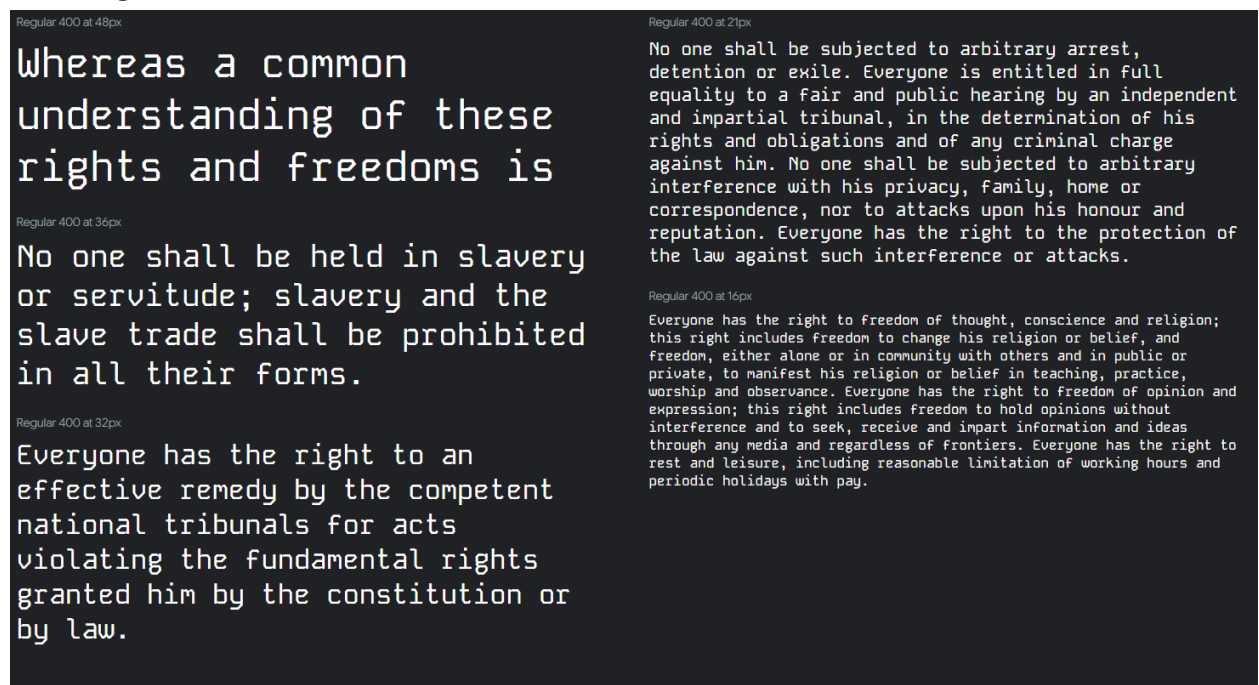 Regular 400 at 48px
Whereas a common
understanding of these
rights and freedoms is
Regular 400 at 36px
No one shall be held in slavery
or servitude; slavery and the
slave trade shall be prohibited
in all their forms.
Regular 400 at 32px
Everyone has the right to an
effective remedy by the competent
national tribunals for acts
violating the fundamental rights
granted him by the constitution or
by law.
Regular 400 at 21px
No one shall be subjected to arbitrary arrest,
detention or exile. Everyone is entitled in full
equality to a fair and public hearing by an independent
and impartial tribunal, in the determination of his
rights and obligations and of any criminal charge
against him. No one shall be subjected to arbitrary
interference with his privacy, family, home or
correspondence, nor to attacks upon his honour and
reputation. Everyone has the right to the protection of
the law against such interference or attacks.
Regular 400 at 16px
Everyone has the right to freedom of thought, conscience and religion;
this right includes freedom to change his religion or belief, and
freedom, either alone or in community with others and in public or
private, to manifest his religion or belief in teaching, practice,
worship and observance. Everyone has the right to freedom of opinion and
expression; this right includes freedom to hold opinions without
interference and to seek, receive and impart information and ideas
through any media and regardless of frontiers. Everyone has the right to
rest and leisure, including reasonable limitation of working hours and
periodic holidays with pay.